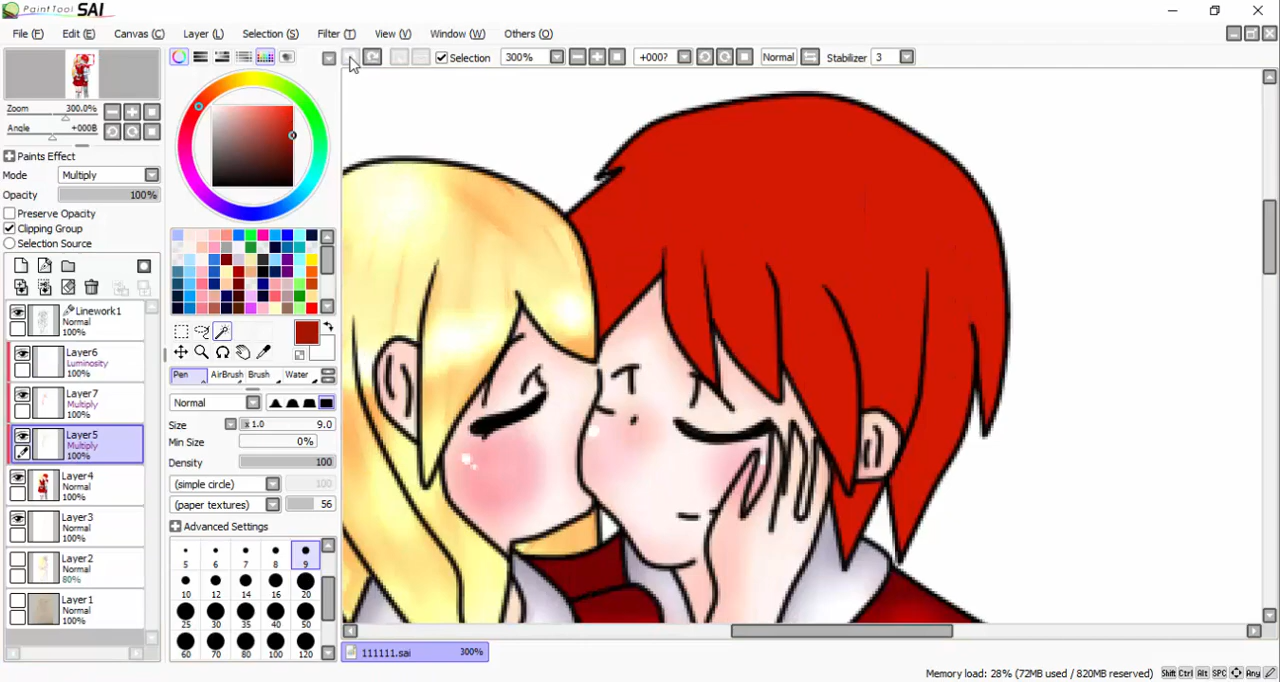 PaintTool SAI
File (F) Edit (E) Canvas (C) Layer (L) Selection (S) Filter (T) View (V) Window (W) Others (O)
Selection 300% +000? Normal Stabilizer 3
Zoom 300.0%
Angle +000B
Paints Effect
Mode Multiply
Opacity 100%
Preserve Opacity
Clipping Group
Selection Source
Linework1
Normal
100%
Layer6
Luminosity
100%
Layer7
Multiply
100%
Layer5
Multiply
100%
Layer4
Normal
100%
Layer3
Normal
100%
Layer2
Normal
80%
Layer1
Normal
100%
Pen AirBrush Brush Water
Normal
Size x 1.0 9.0
Min Size 0%
Density 100
(simple circle) 100
(paper textures) 56
Advanced Settings
5 6 7 8 9
10 12 14 16 20
25 30 35 40 50
60 70 80 100 120
111111.sai 300%
Memory load: 28% (72MB used / 820MB reserved) Shift Ctrl Alt SPC Any